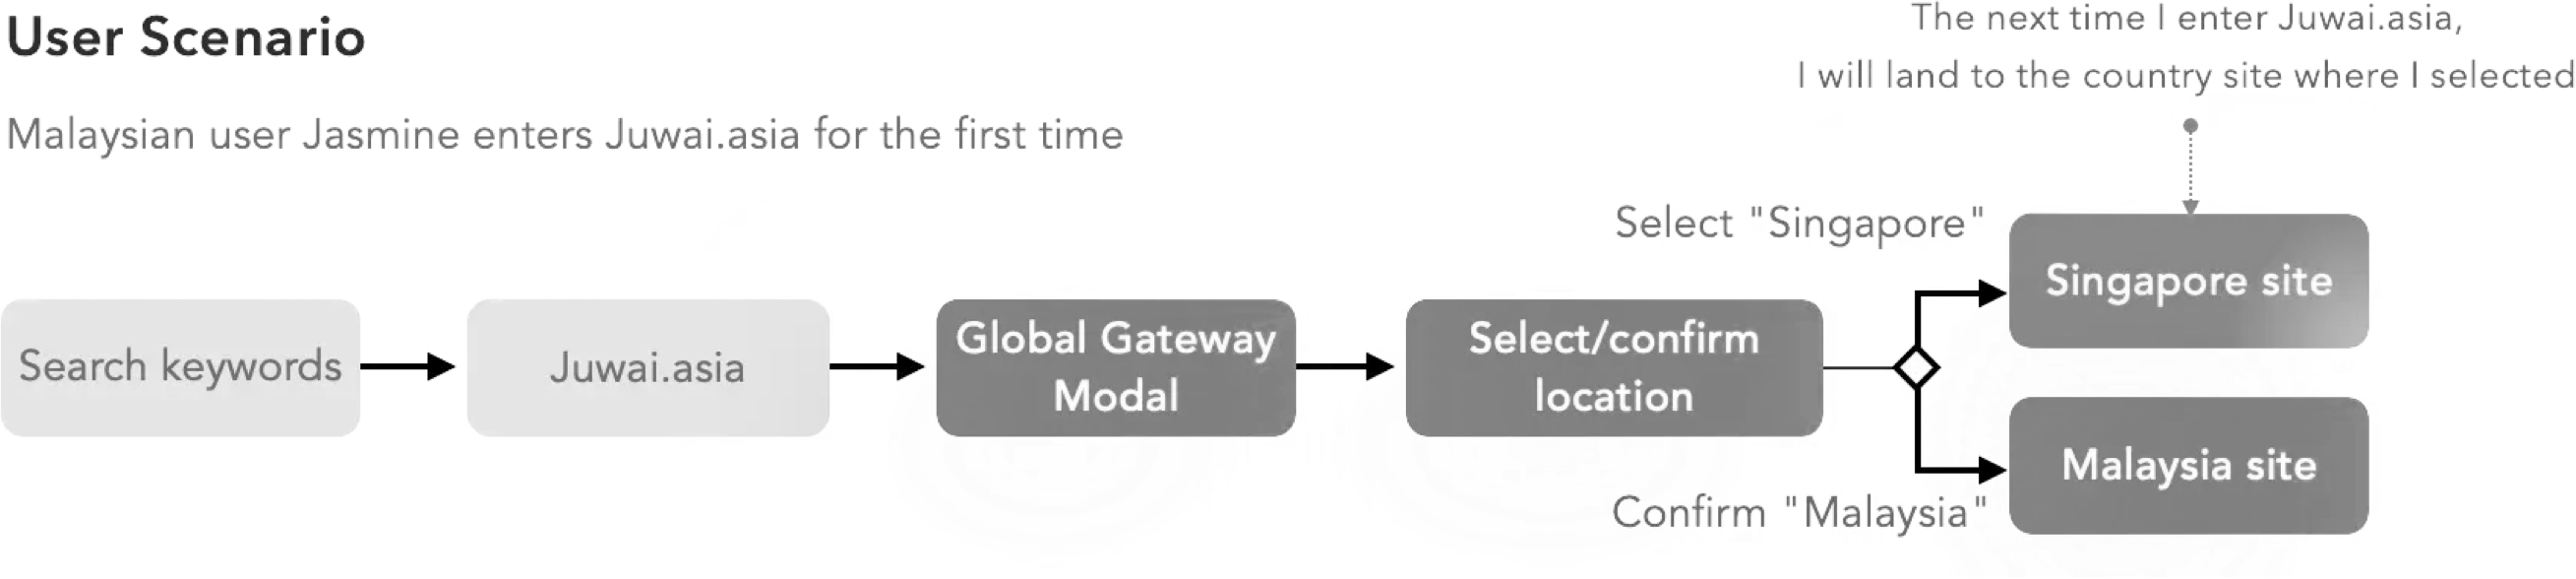 User Scenario
Malaysian user Jasmine enters Juwai.asia for the first time
The next time I enter Juwai.asia,
I will land to the country site where I selected
Search keywords
Juwai.asia
Global Gateway
Modal
Select/confirm
location
Select "Singapore"
Singapore site
Confirm "Malaysia"
Malaysia site